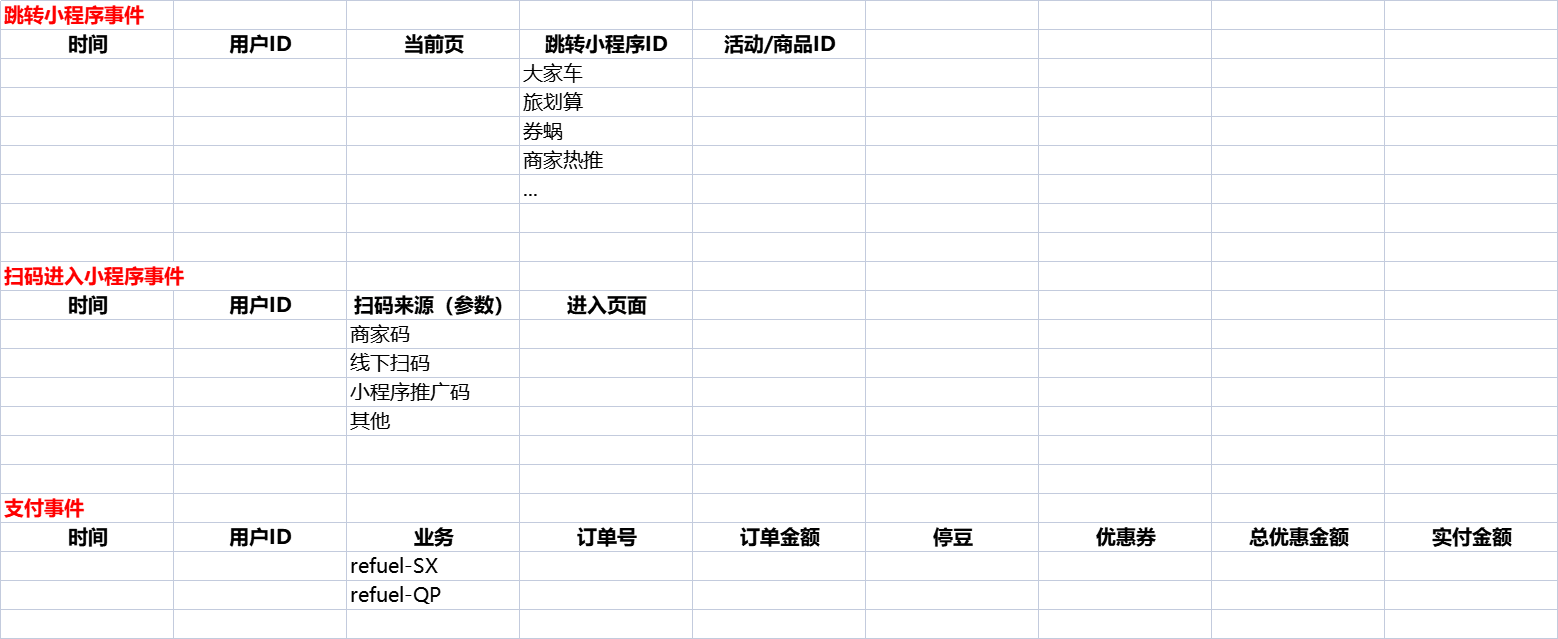 跳转小程序事件
时间 用户ID 当前页 跳转小程序ID 活动/商品ID
大家车
旅划算
券蜗
商家热推
...
扫码进入小程序事件
时间 用户ID 扫码来源（参数） 进入页面
商家码
线下扫码
小程序推广码
其他
支付事件
时间 用户ID 业务 订单号 订单金额 停豆 优惠券 总优惠金额 实付金额
refuel-SX
refuel-QP